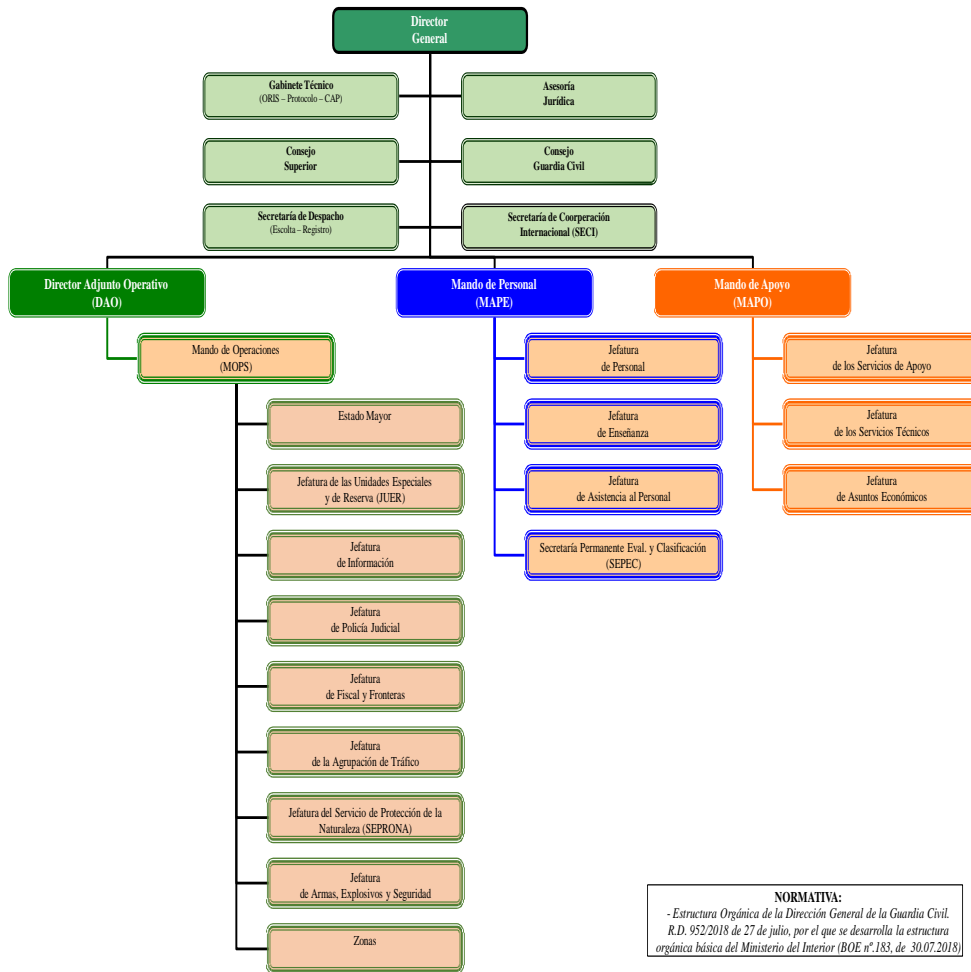 Director
General
Gabinete Técnico
(ORIS – Protocolo – CAP)
Asesoría
Jurídica
Consejo
Superior
Consejo
Guardia Civil
Secretaría de Despacho
(Escolta – Registro)
Secretaría de Coorperación
Internacional (SECI)
Director Adjunto Operativo
(DAO)
Mando de Personal
(MAPE)
Mando de Apoyo
(MAPO)
Mando de Operaciones
(MOPS)
Estado Mayor
Jefatura de las Unidades Especiales
y de Reserva (JUER)
Jefatura
de Información
Jefatura
de Policía Judicial
Jefatura
de Fiscal y Fronteras
Jefatura
de la Agrupación de Tráfico
Jefatura del Servicio de Protección de la
Naturaleza (SEPRONA)
Jefatura
de Armas, Explosivos y Seguridad
Zonas
Jefatura
de Personal
Jefatura
de Enseñanza
Jefatura
de Asistencia al Personal
Secretaría Permanente Eval. y Clasificación
(SEPEC)
Jefatura
de los Servicios de Apoyo
Jefatura
de los Servicios Técnicos
Jefatura
de Asuntos Económicos
NORMATIVA:
- Estructura Orgánica de la Dirección General de la Guardia Civil.
R.D. 952/2018 de 27 de julio, por el que se desarrolla la estructura
orgánica básica del Ministerio del Interior (BOE nº.183, de 30.07.2018)